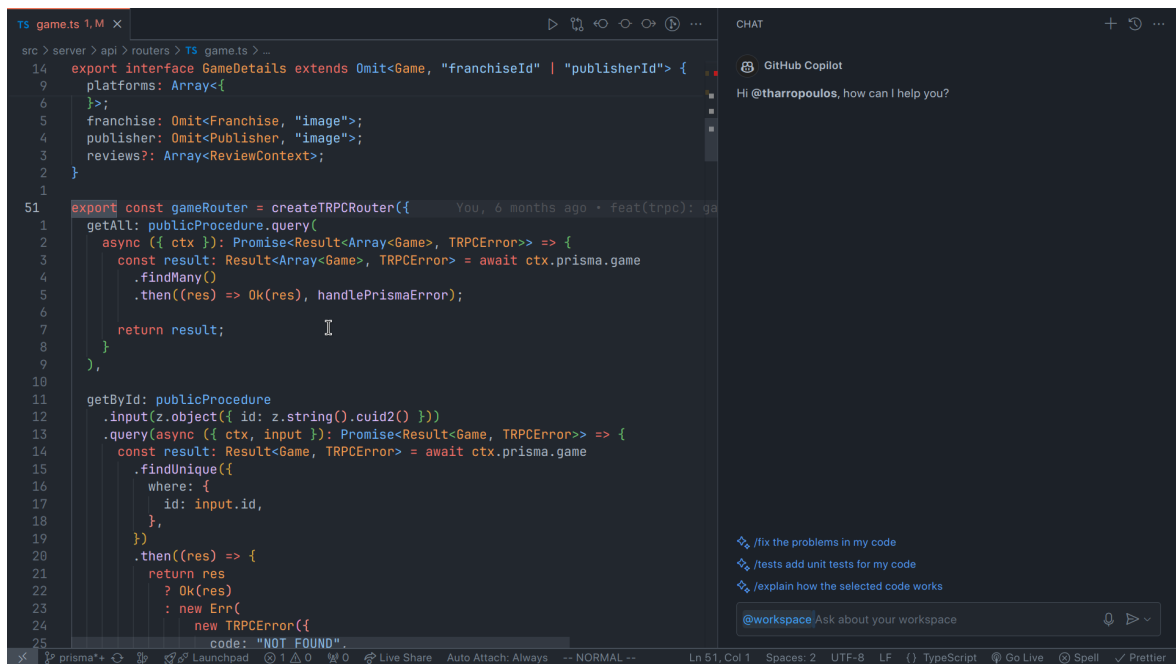 TS game.ts 1, M
src > server > api > routers > TS game.ts > ...
14 export interface GameDetails extends Omit<Game, "franchiseId" | "publisherId"> {
9 platforms: Array<{
6 }>;
5 franchise: Omit<Franchise, "image">;
4 publisher: Omit<Publisher, "image">;
3 reviews?: Array<ReviewContext>;
2 }
1
51 export const gameRouter = createTRPCRouter({ You, 6 months ago • feat(trpc): ga
1 getAll: publicProcedure.query(
2 async ({ ctx }): Promise<Result<Array<Game>, TRPCError>> => {
3 const result: Result<Array<Game>, TRPCError> = await ctx.prisma.game
4 .findMany()
5 .then((res) => Ok(res), handlePrismaError);
6
7 return result;
8 }
9 ),
10
11 getById: publicProcedure
12 .input(z.object({ id: z.string().cuid2() }))
13 .query(async ({ ctx, input }): Promise<Result<Game, TRPCError>> => {
14 const result: Result<Game, TRPCError> = await ctx.prisma.game
15 .findUnique({
16 where: {
17 id: input.id,
18 },
19 })
20 .then((res) => {
21 return res
22 ? Ok(res)
23 : new Err(
24 new TRPCError({
25 code: "NOT_FOUND",
CHAT
GitHub Copilot
Hi @tharropoulos, how can I help you?
/fix the problems in my code
/tests add unit tests for my code
/explain how the selected code works
@workspace Ask about your workspace
prisma*+ Launchpad 1 0 0 Live Share Auto Attach: Always -- NORMAL -- Ln 51, Col 1 Spaces: 2 UTF-8 LF {} TypeScript Go Live Spell Prettier